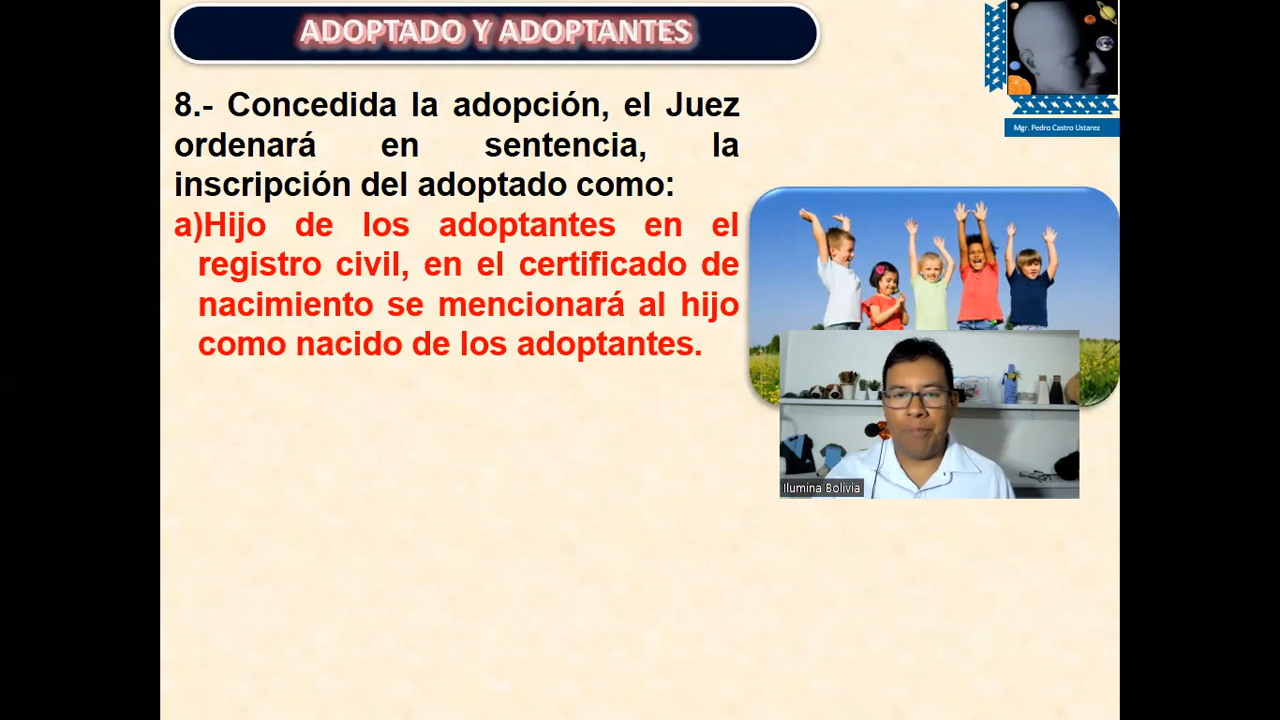 ADOPTADO Y ADOPTANTES
Mgr. Pedro Castro Ustarez
8.- Concedida la adopción, el Juez
ordenará en sentencia, la
inscripción del adoptado como:
a)Hijo de los adoptantes en el
registro civil, en el certificado de
nacimiento se mencionará al hijo
como nacido de los adoptantes.
Ilumina Bolivia